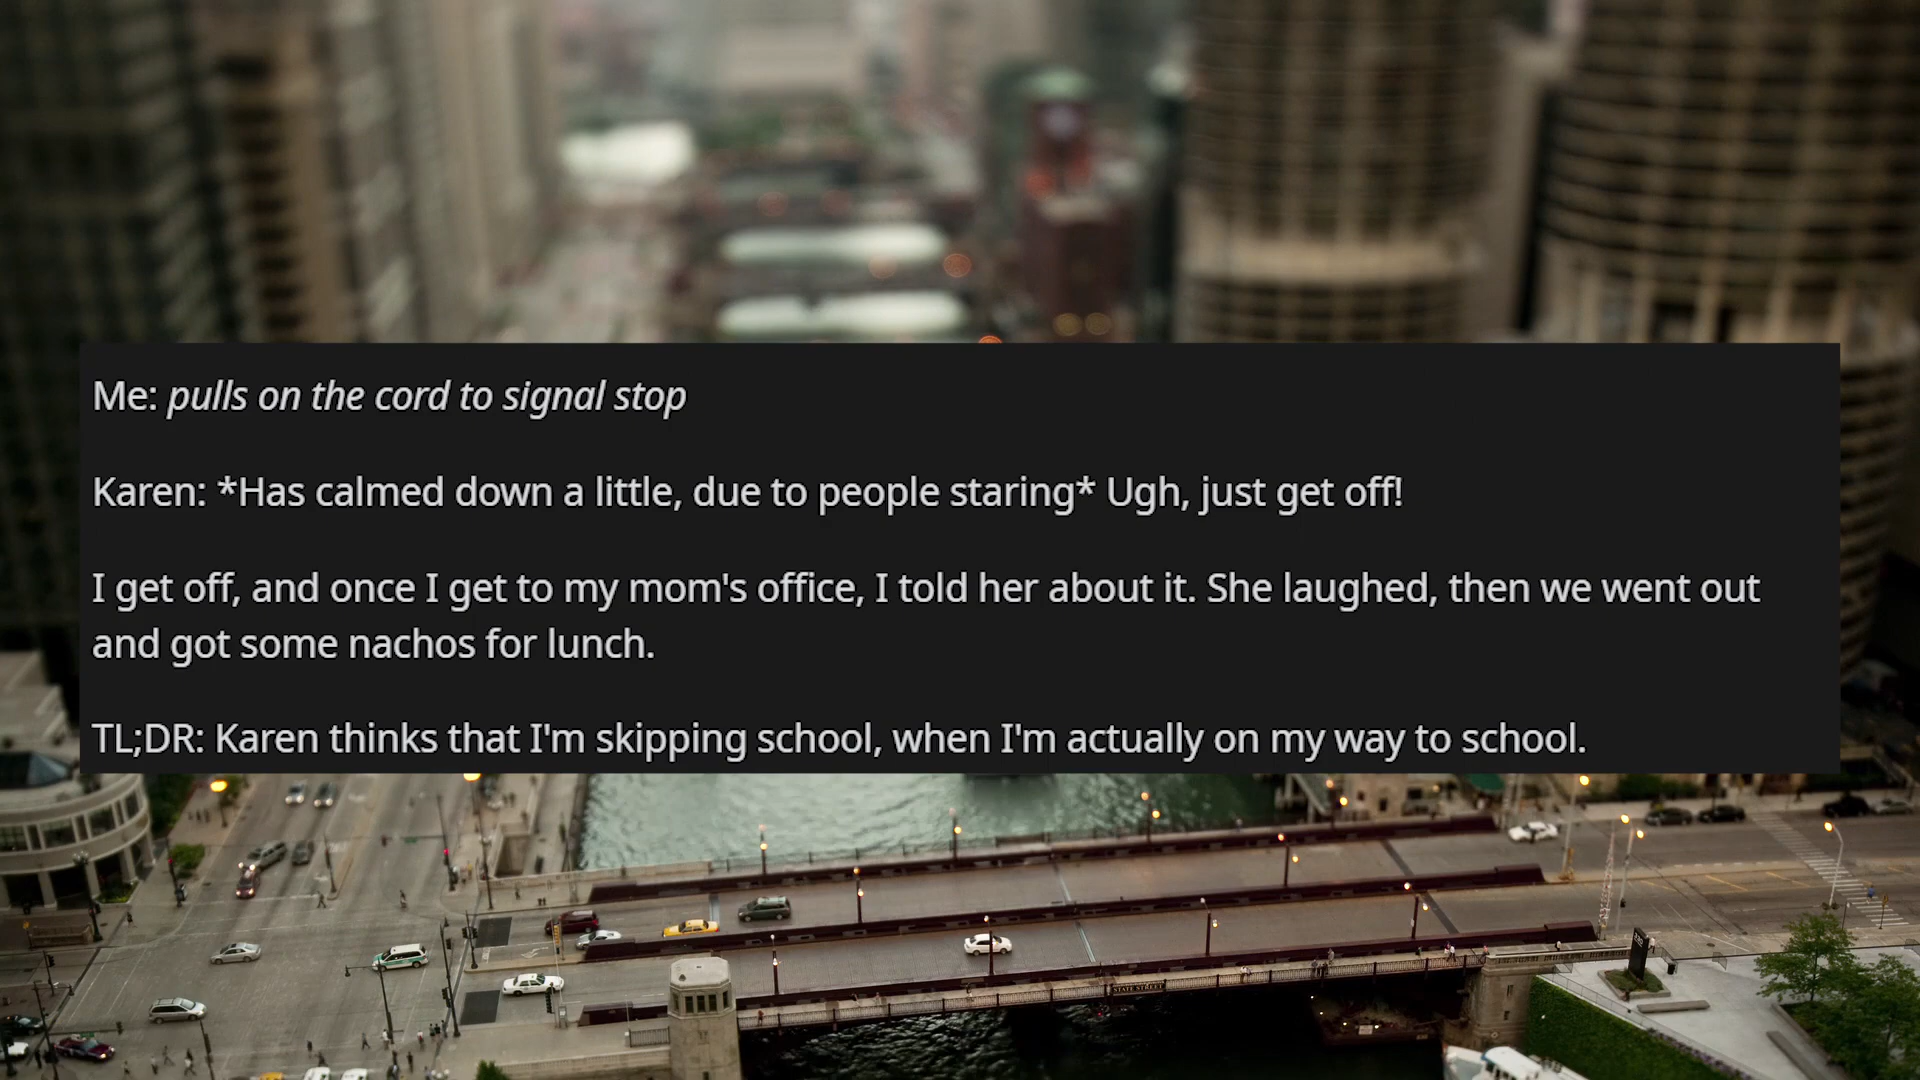 Me: pulls on the cord to signal stop
Karen: *Has calmed down a little, due to people staring* Ugh, just get off!
I get off, and once I get to my mom's office, I told her about it. She laughed, then we went out
and got some nachos for lunch.
TL;DR: Karen thinks that I'm skipping school, when I'm actually on my way to school.
STATE STREET